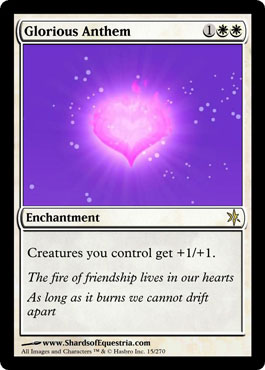 Glorious Anthem 1
Enchantment
Creatures you control get +1/+1.
The fire of friendship lives in our hearts
As long as it burns we cannot drift
apart
www.ShardsofEquestria.com
All Images and Characters ™ & © Hasbro Inc. 15/270